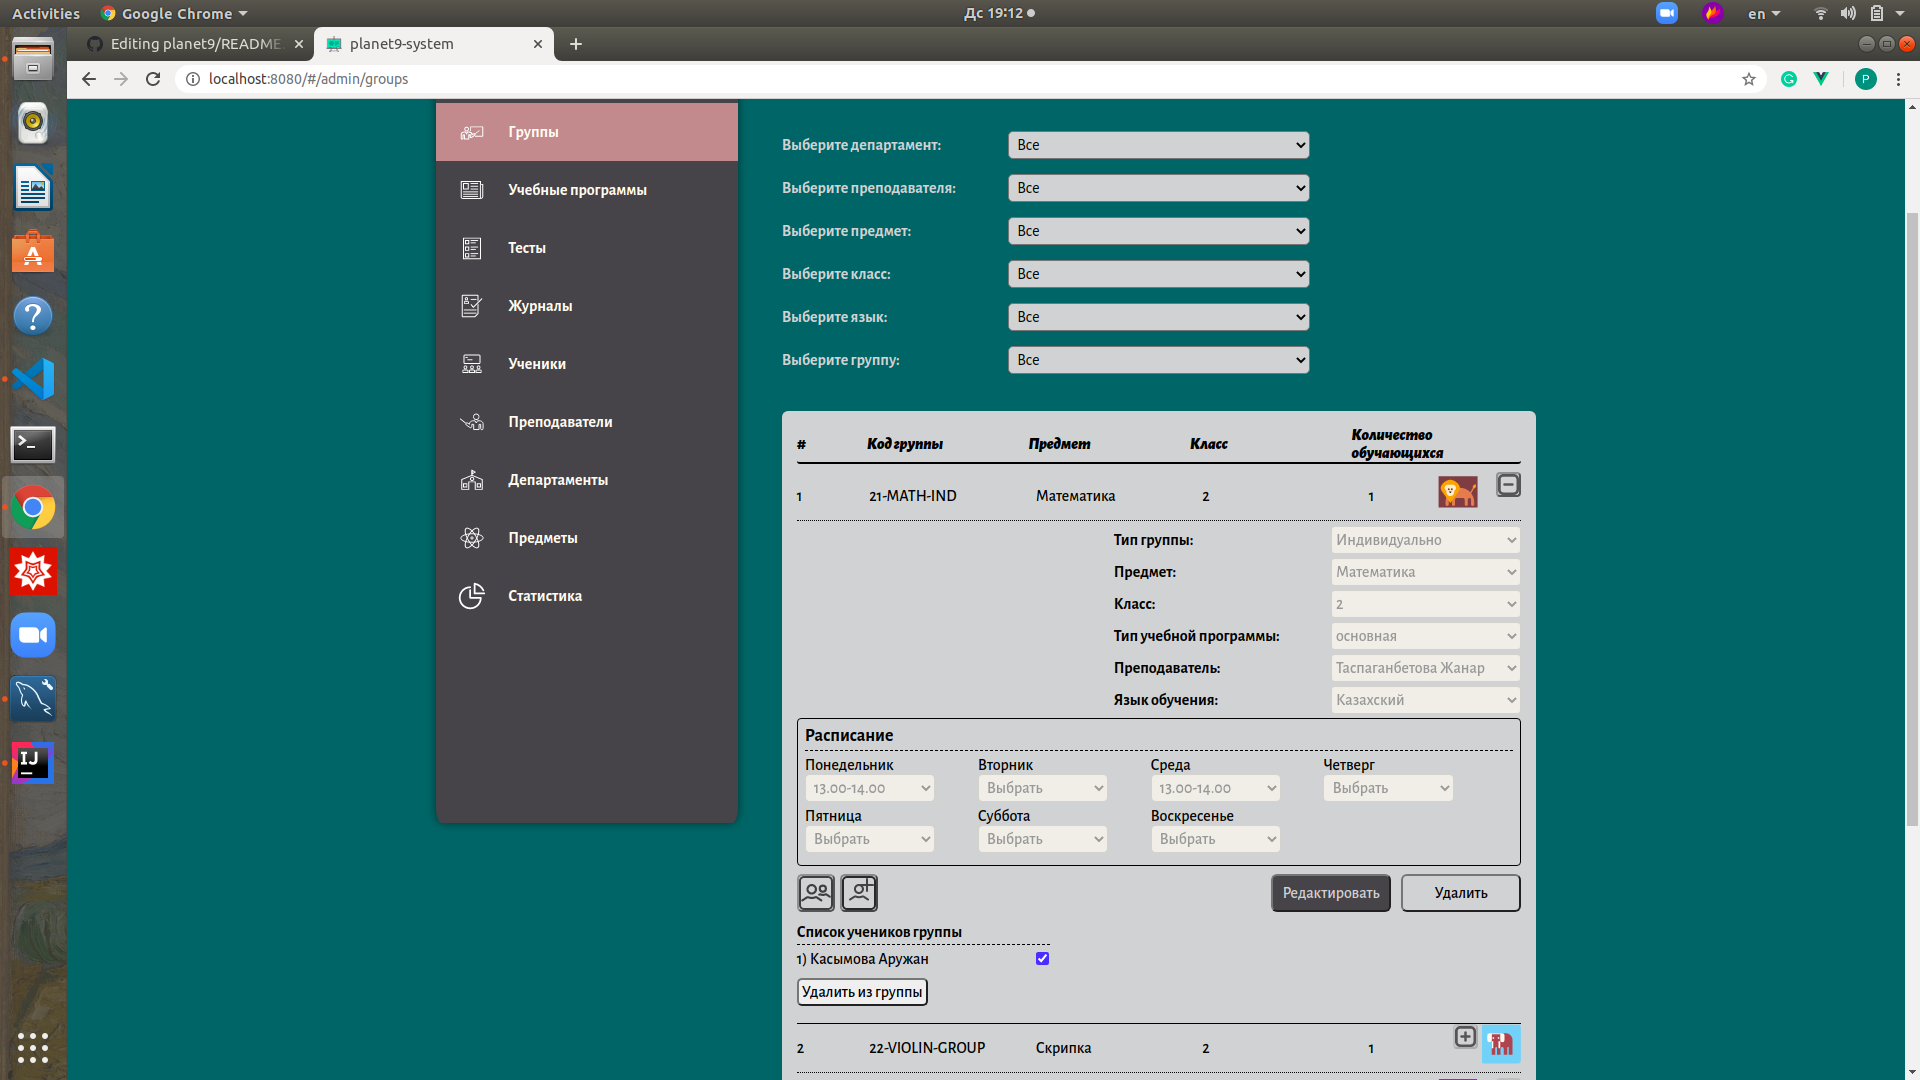 Activities
Google Chrome
Дс 19:12
en
Editing planet9/README.
planet9-system
localhost:8080/#/admin/groups
P
Группы
Учебные программы
Тесты
Журналы
Ученики
Преподаватели
Департаменты
Предметы
Статистика
Выберите департамент: Все
Выберите преподавателя: Все
Выберите предмет: Все
Выберите класс: Все
Выберите язык: Все
Выберите группу: Все
# Код группы Предмет Класс Количество обучающихся
1 21-MATH-IND Математика 2 1
Тип группы: Индивидуально
Предмет: Математика
Класс: 2
Тип учебной программы: основная
Преподаватель: Таспаганбетова Жанар
Язык обучения: Казахский
Расписание
Понедельник Вторник Среда Четверг
13.00-14.00 Выбрать 13.00-14.00 Выбрать
Пятница Суббота Воскресенье
Выбрать Выбрать Выбрать
Редактировать Удалить
Список учеников группы
1) Касымова Аружан
Удалить из группы
2 22-VIOLIN-GROUP Скрипка 2 1
IJ